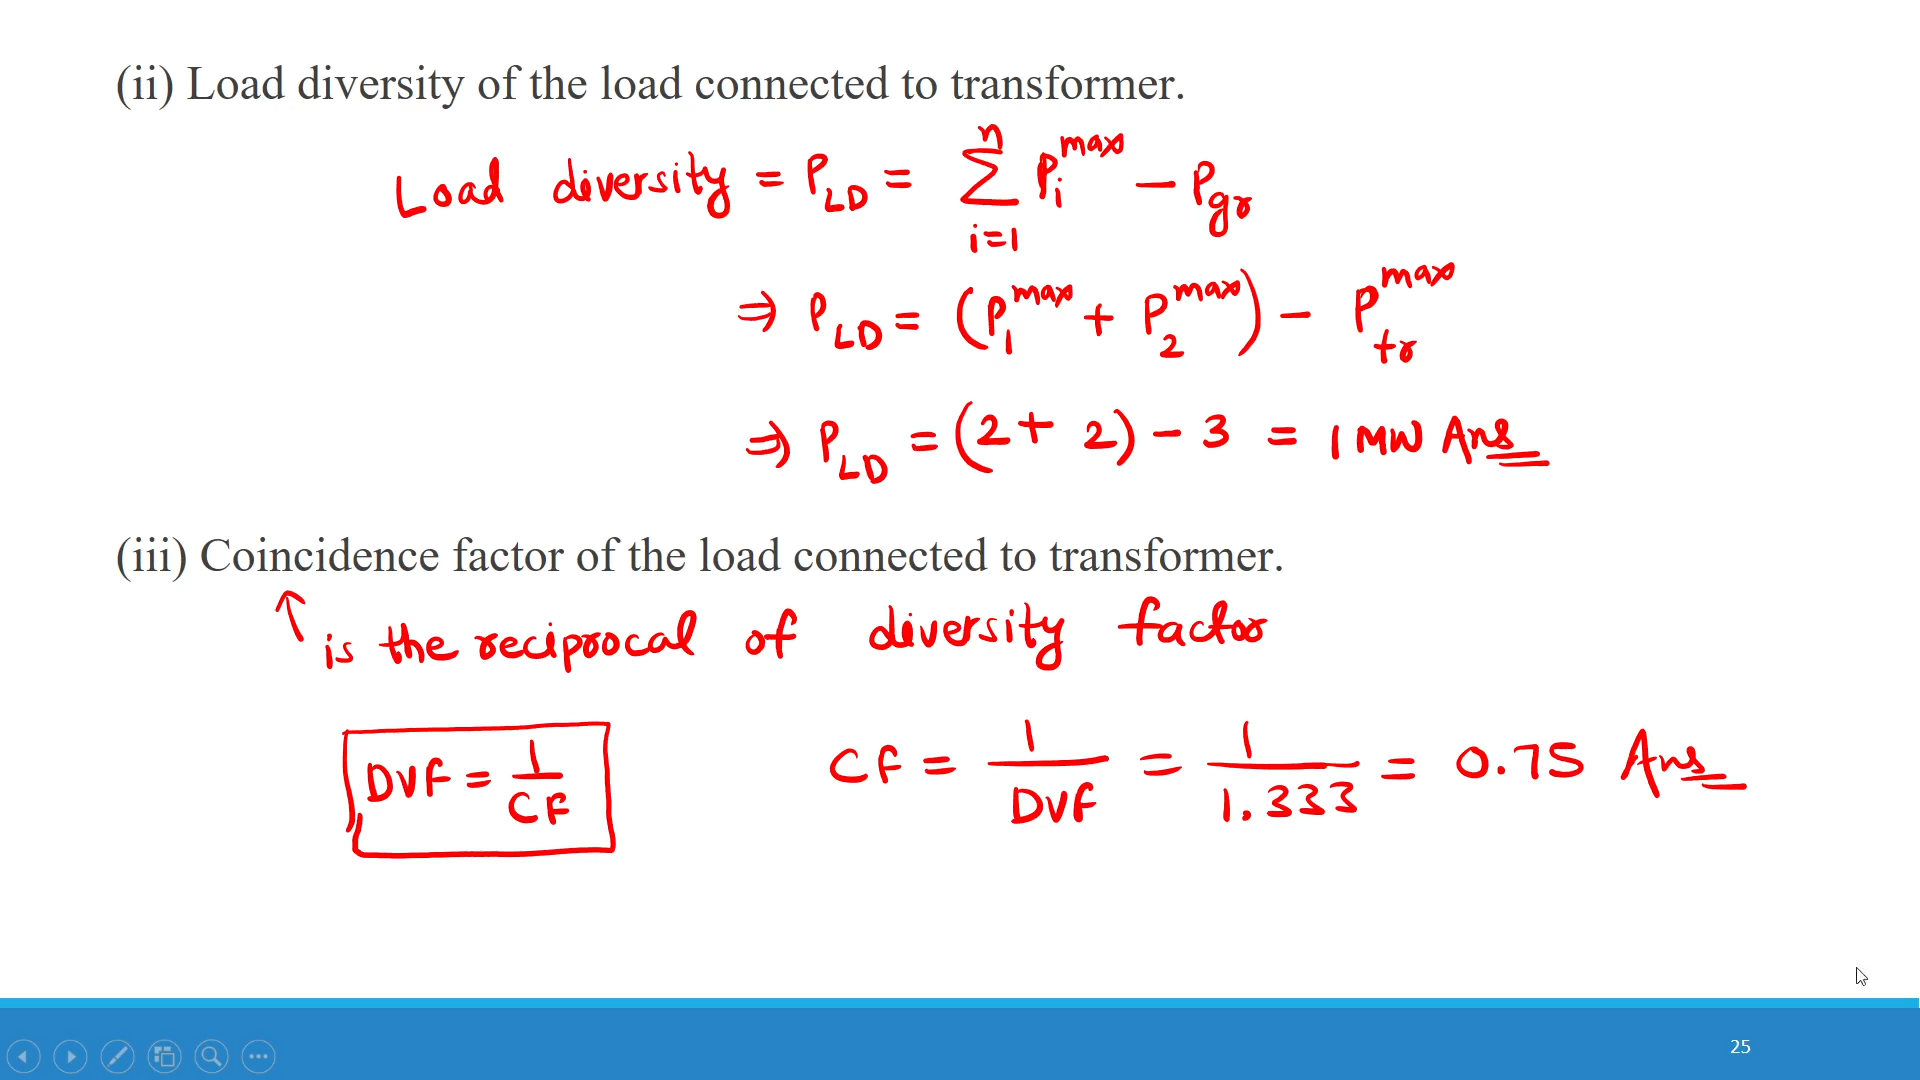 (ii) Load diversity of the load connected to transformer.
Load diversity = P_LD = ∑_{i=1}^{n} P_i^max − P_gr
⇒ P_LD = (P_1^max + P_2^max) − P_tr^max
⇒ P_LD = (2 + 2) − 3 = 1 MW Ans
(iii) Coincidence factor of the load connected to transformer.
↑ is the reciprocal of diversity factor
DVF = 1/CF
CF = 1/DVF = 1/1.333 = 0.75 Ans
25